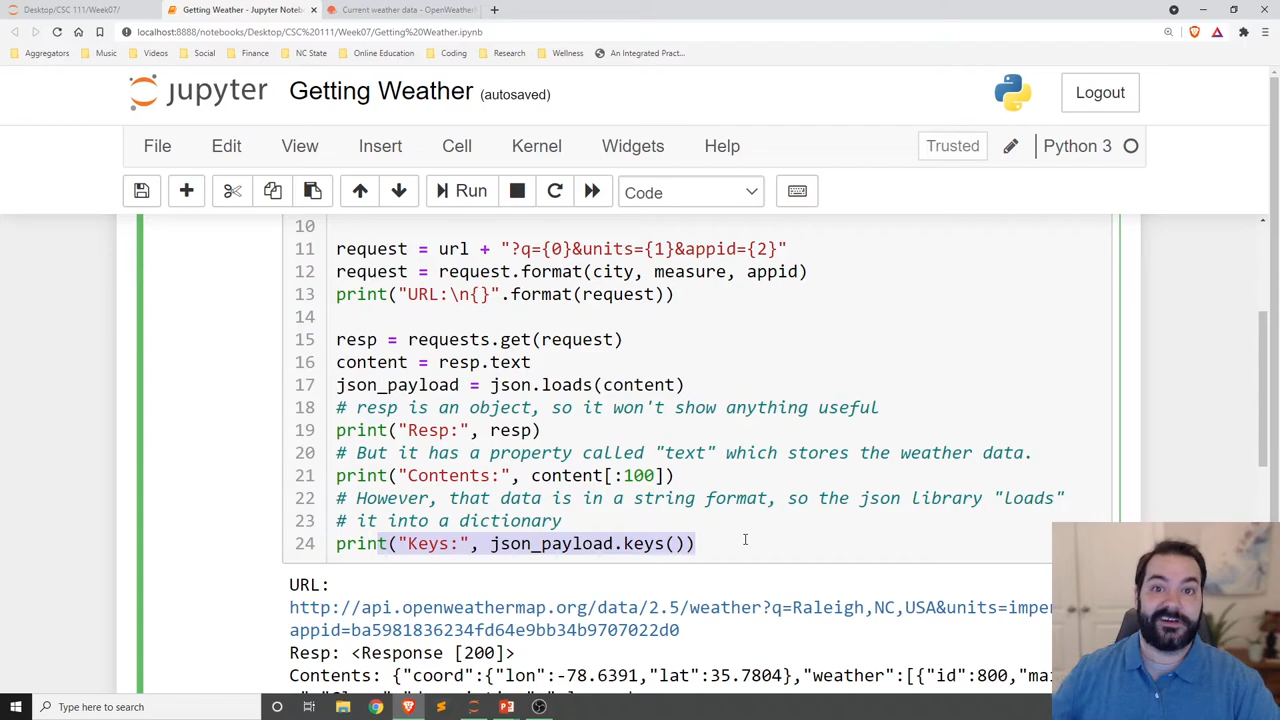 Desktop/CSC 111/Week07/
Getting Weather - Jupyter Noteb
Current weather data - OpenWeather
localhost:8888/notebooks/Desktop/CSC%20111/Week07/Getting%20Weather.ipynb
Aggregators Music Videos Social Finance NC State Online Education Coding Research Wellness An Integrated Pract...
jupyter Getting Weather (autosaved) Logout
File Edit View Insert Cell Kernel Widgets Help Trusted Python 3
Run Code
10
11 request = url + "?q={0}&units={1}&appid={2}"
12 request = request.format(city, measure, appid)
13 print("URL:\n{}".format(request))
14
15 resp = requests.get(request)
16 content = resp.text
17 json_payload = json.loads(content)
18 # resp is an object, so it won't show anything useful
19 print("Resp:", resp)
20 # But it has a property called "text" which stores the weather data.
21 print("Contents:", content[:100])
22 # However, that data is in a string format, so the json library "loads"
23 # it into a dictionary
24 print("Keys:", json_payload.keys())
URL:
http://api.openweathermap.org/data/2.5/weather?q=Raleigh,NC,USA&units=impe
appid=ba5981836234fd64e9bb34b9707022d0
Resp: <Response [200]>
Contents: {"coord":{"lon":-78.6391,"lat":35.7804},"weather":[{"id":800,"ma
Type here to search